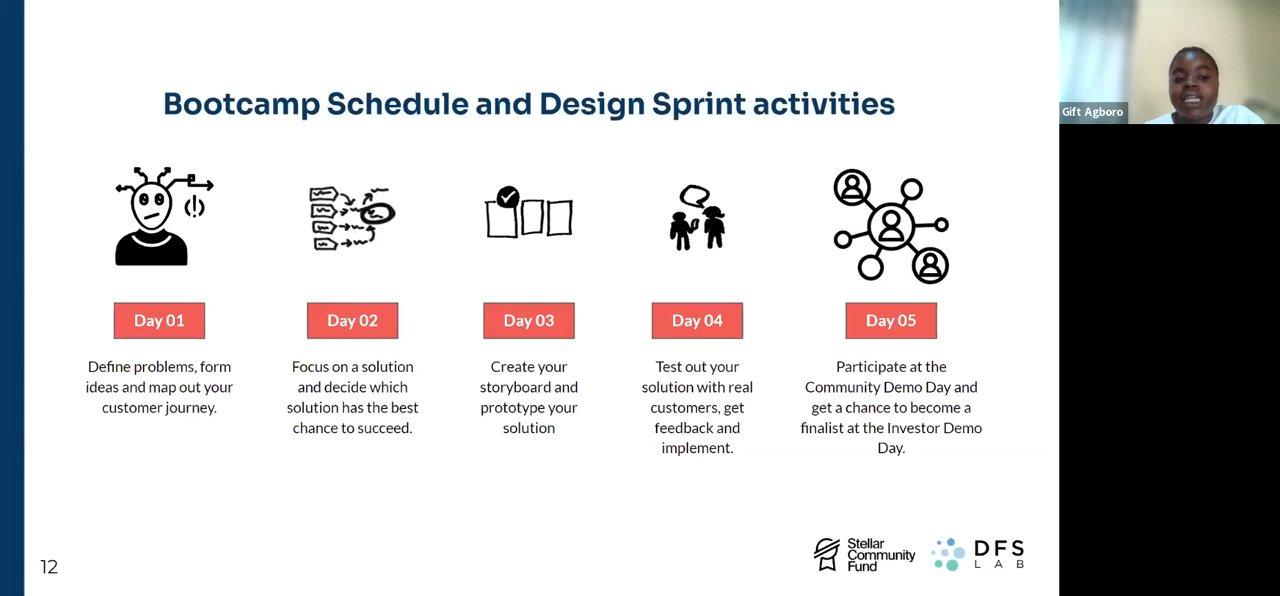 Bootcamp Schedule and Design Sprint activities
Gift Agboro
Day 01
Define problems, form
ideas and map out your
customer journey.
Day 02
Focus on a solution
and decide which
solution has the best
chance to succeed.
Day 03
Create your
storyboard and
prototype your
solution
Day 04
Test out your
solution with real
customers, get
feedback and
implement.
Day 05
Participate at the
Community Demo Day and
get a chance to become a
finalist at the Investor Demo
Day.
12
Stellar
Community
Fund
DFS
LAB